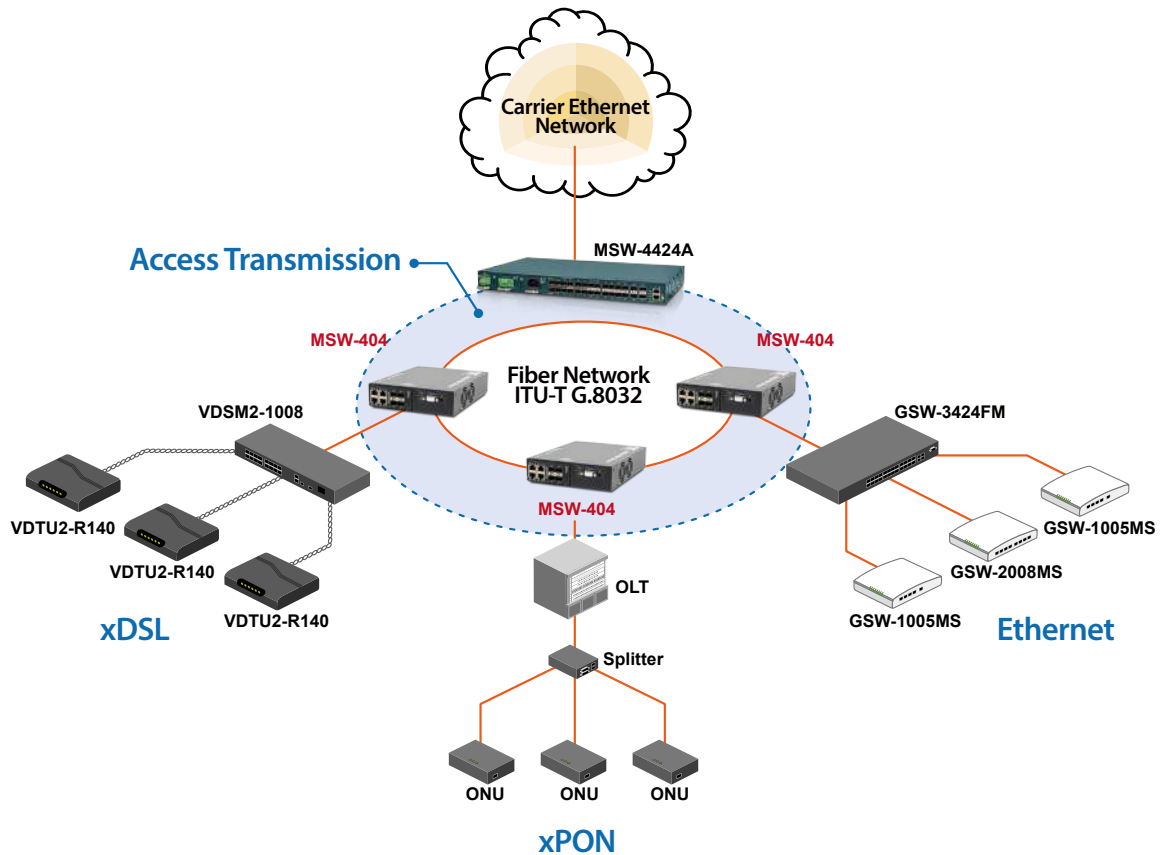 Carrier Ethernet
Network
MSW-4424A
Access Transmission
MSW-404
MSW-404
Fiber Network
ITU-T G.8032
VDSM2-1008
GSW-3424FM
MSW-404
VDTU2-R140
GSW-1005MS
VDTU2-R140
GSW-2008MS
OLT
VDTU2-R140
GSW-1005MS
xDSL
Ethernet
Splitter
ONU
ONU
ONU
xPON